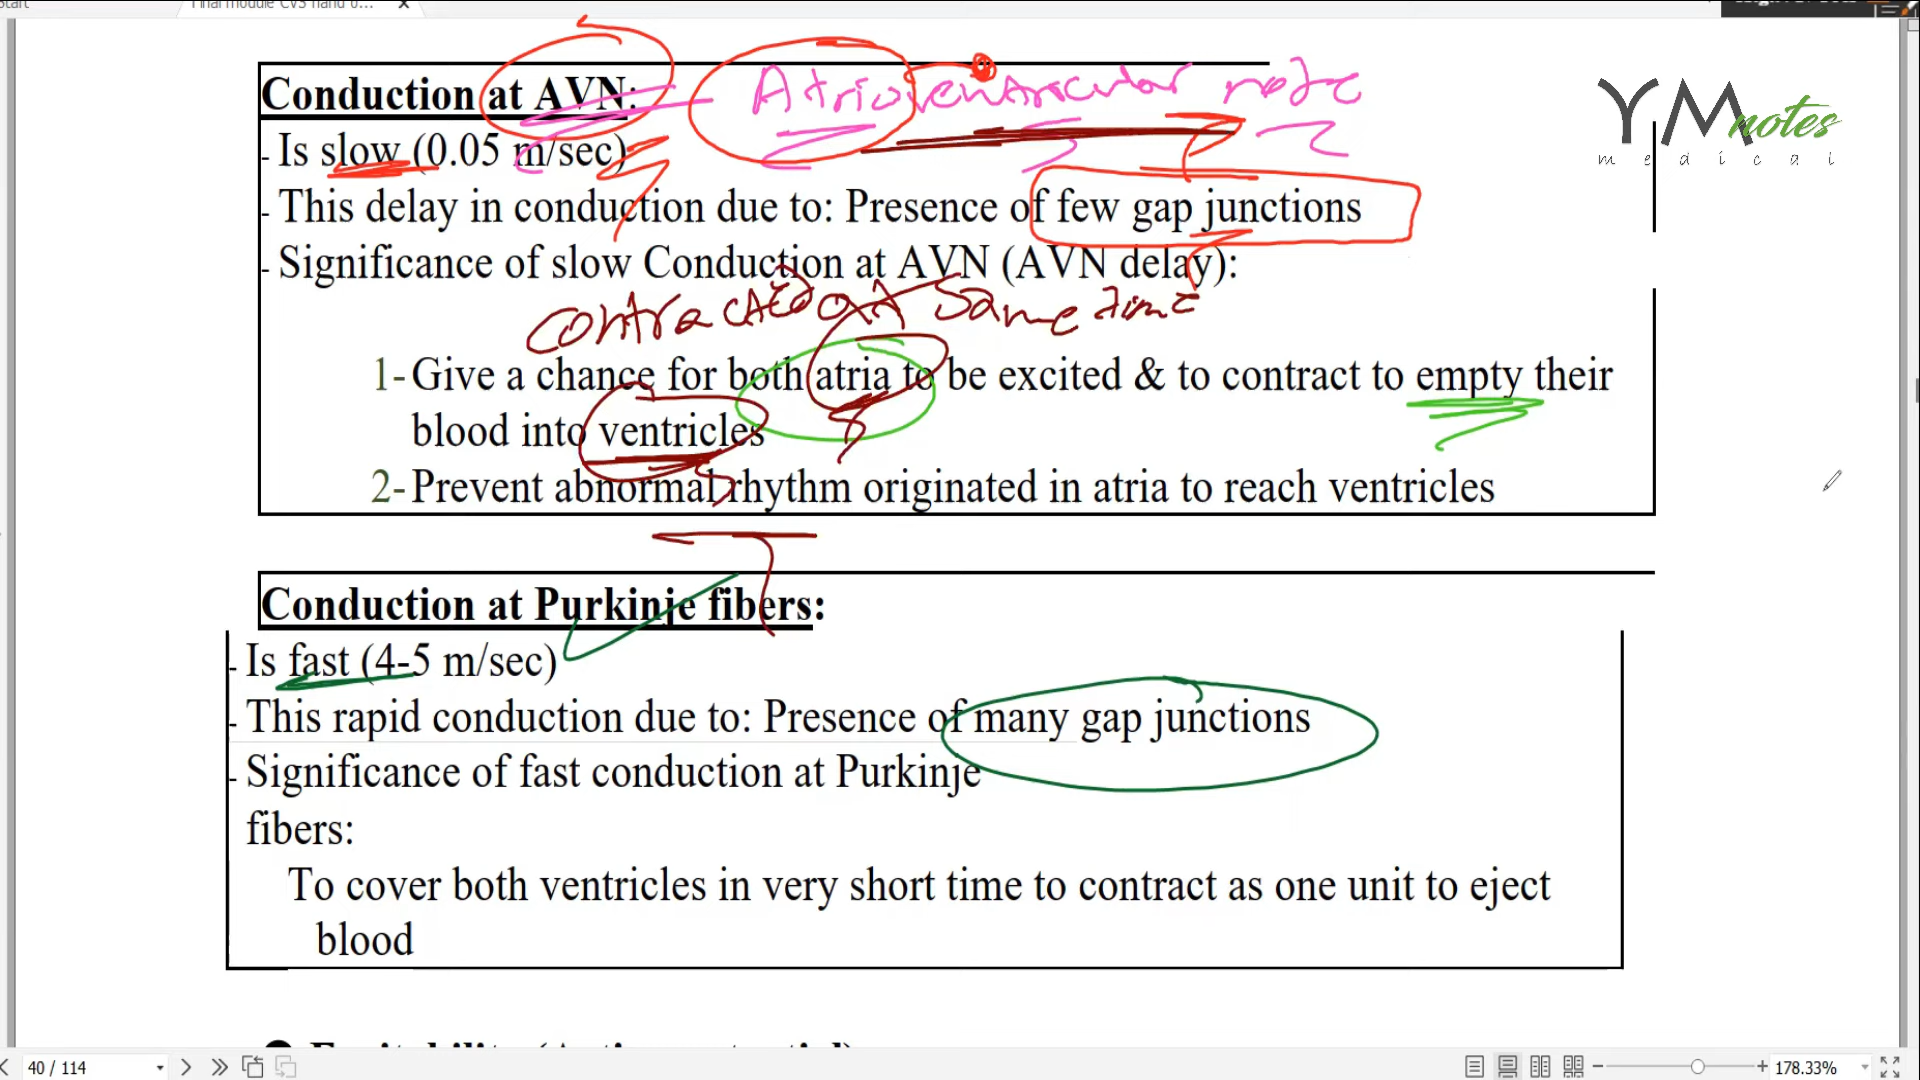 Conduction at AVN: Atrioventricular note
YM notes
medical
- Is slow (0.05 m/sec)
- This delay in conduction due to: Presence of few gap junctions
- Significance of slow Conduction at AVN (AVN delay):
contracted at same time
1- Give a chance for both atria to be excited & to contract to empty their
blood into ventricles
2- Prevent abnormal rhythm originated in atria to reach ventricles
Conduction at Purkinje fibers:
- Is fast (4-5 m/sec)
- This rapid conduction due to: Presence of many gap junctions
- Significance of fast conduction at Purkinje
fibers:
To cover both ventricles in very short time to contract as one unit to eject
blood
40 / 114
178.33%